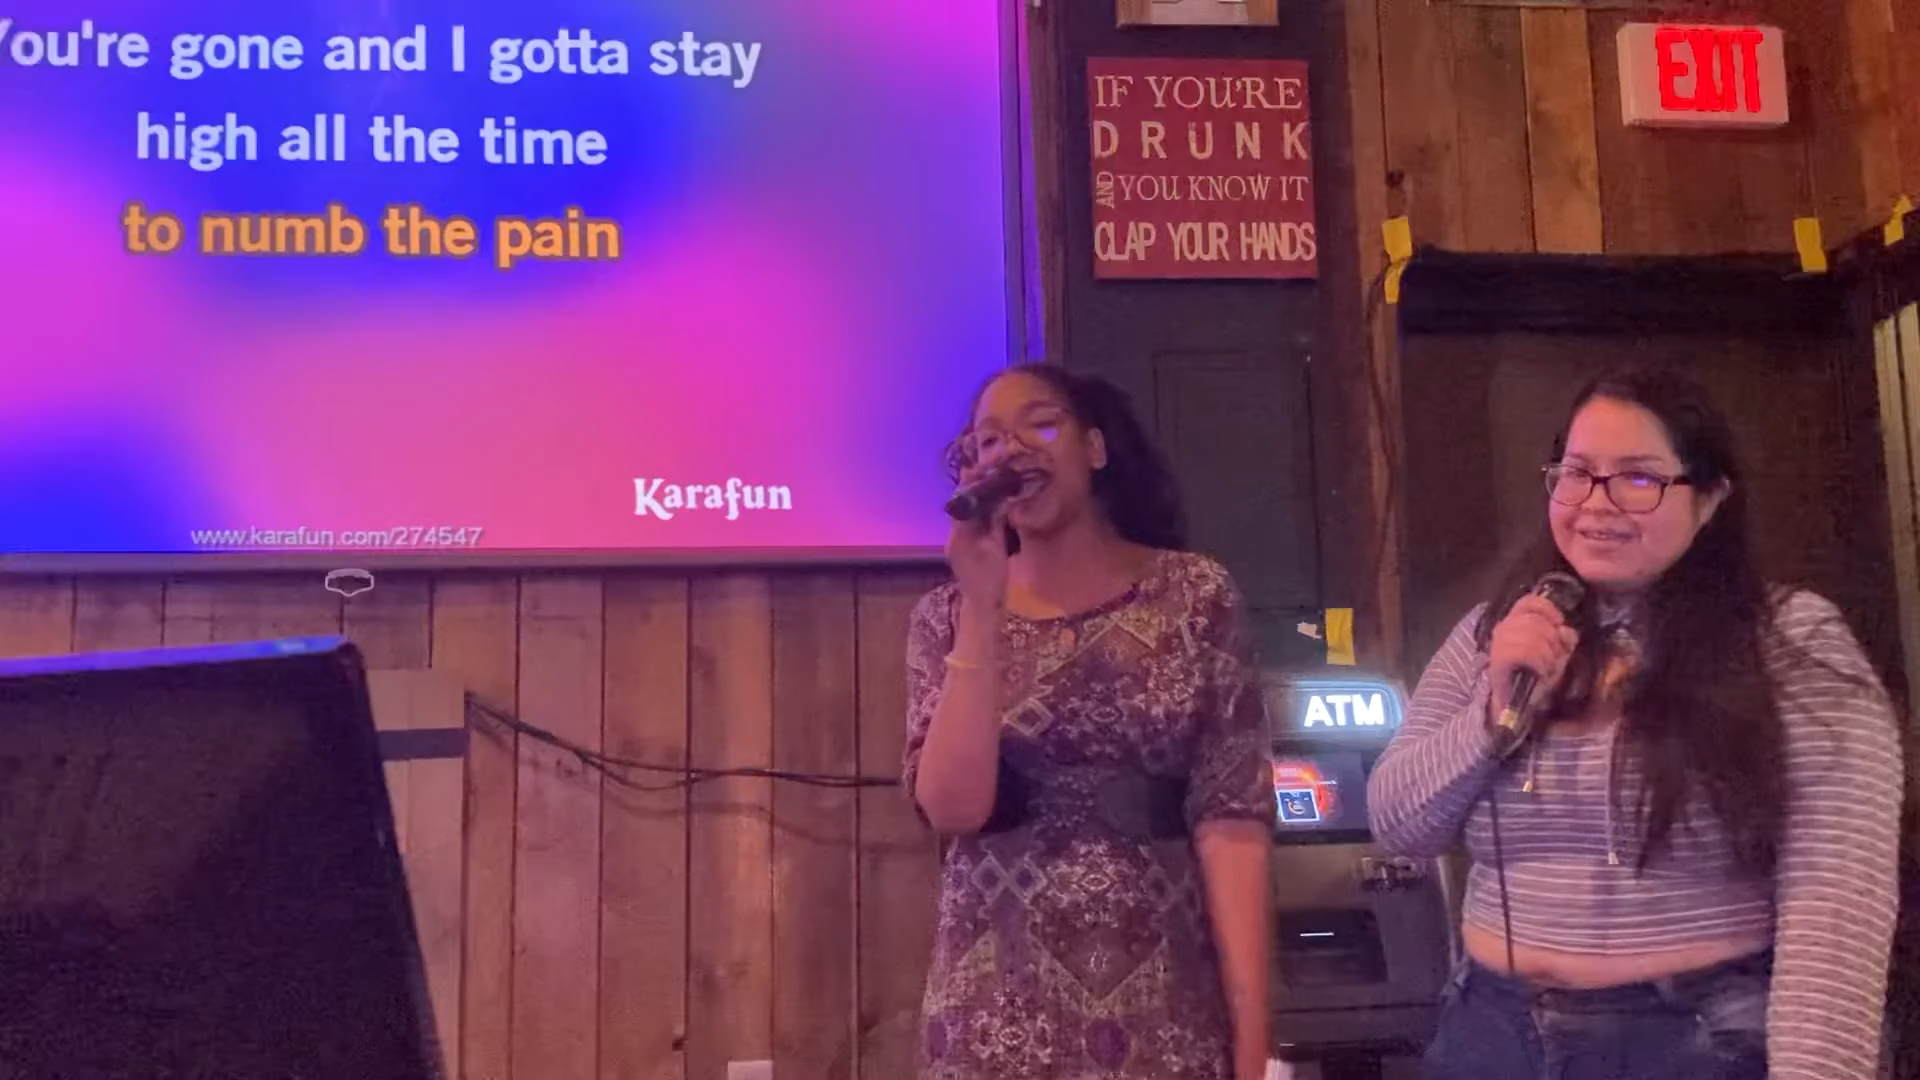 You're gone and I gotta stay
high all the time
to numb the pain
Karafun
www.karafun.com/274547
IF YOU'RE
DRUNK
AND YOU KNOW IT
CLAP YOUR HANDS
EXIT
ATM